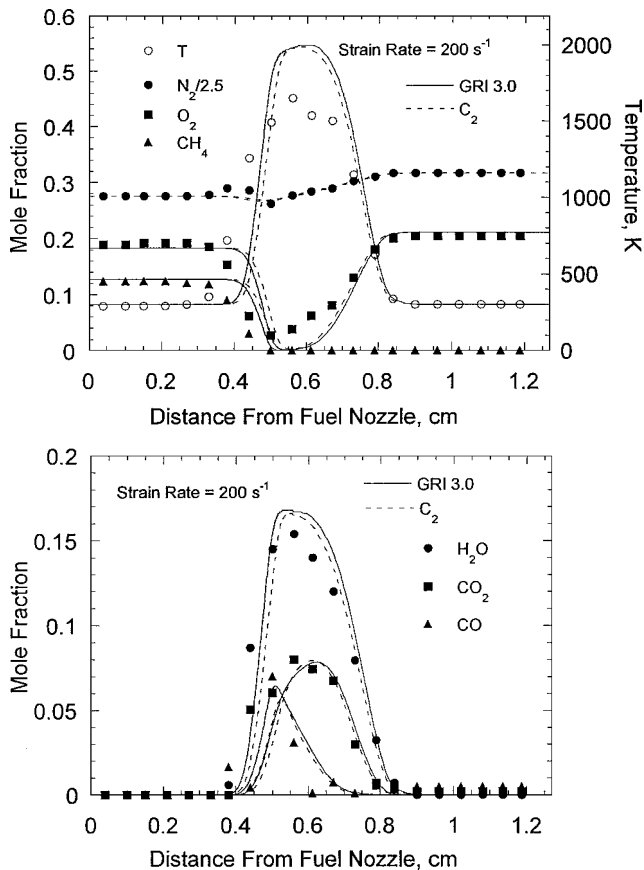 0.6
0.5
0.4
0.3
0.2
0.1
0
Mole Fraction
T
N2/2.5
O2
CH4
Strain Rate = 200 s-1
GRI 3.0
C2
2000
1500
1000
500
0
Temperature, K
0 0.2 0.4 0.6 0.8 1 1.2
Distance From Fuel Nozzle, cm
0.2
0.15
0.1
0.05
0
Mole Fraction
Strain Rate = 200 s-1
GRI 3.0
C2
H2O
CO2
CO
0 0.2 0.4 0.6 0.8 1 1.2
Distance From Fuel Nozzle, cm